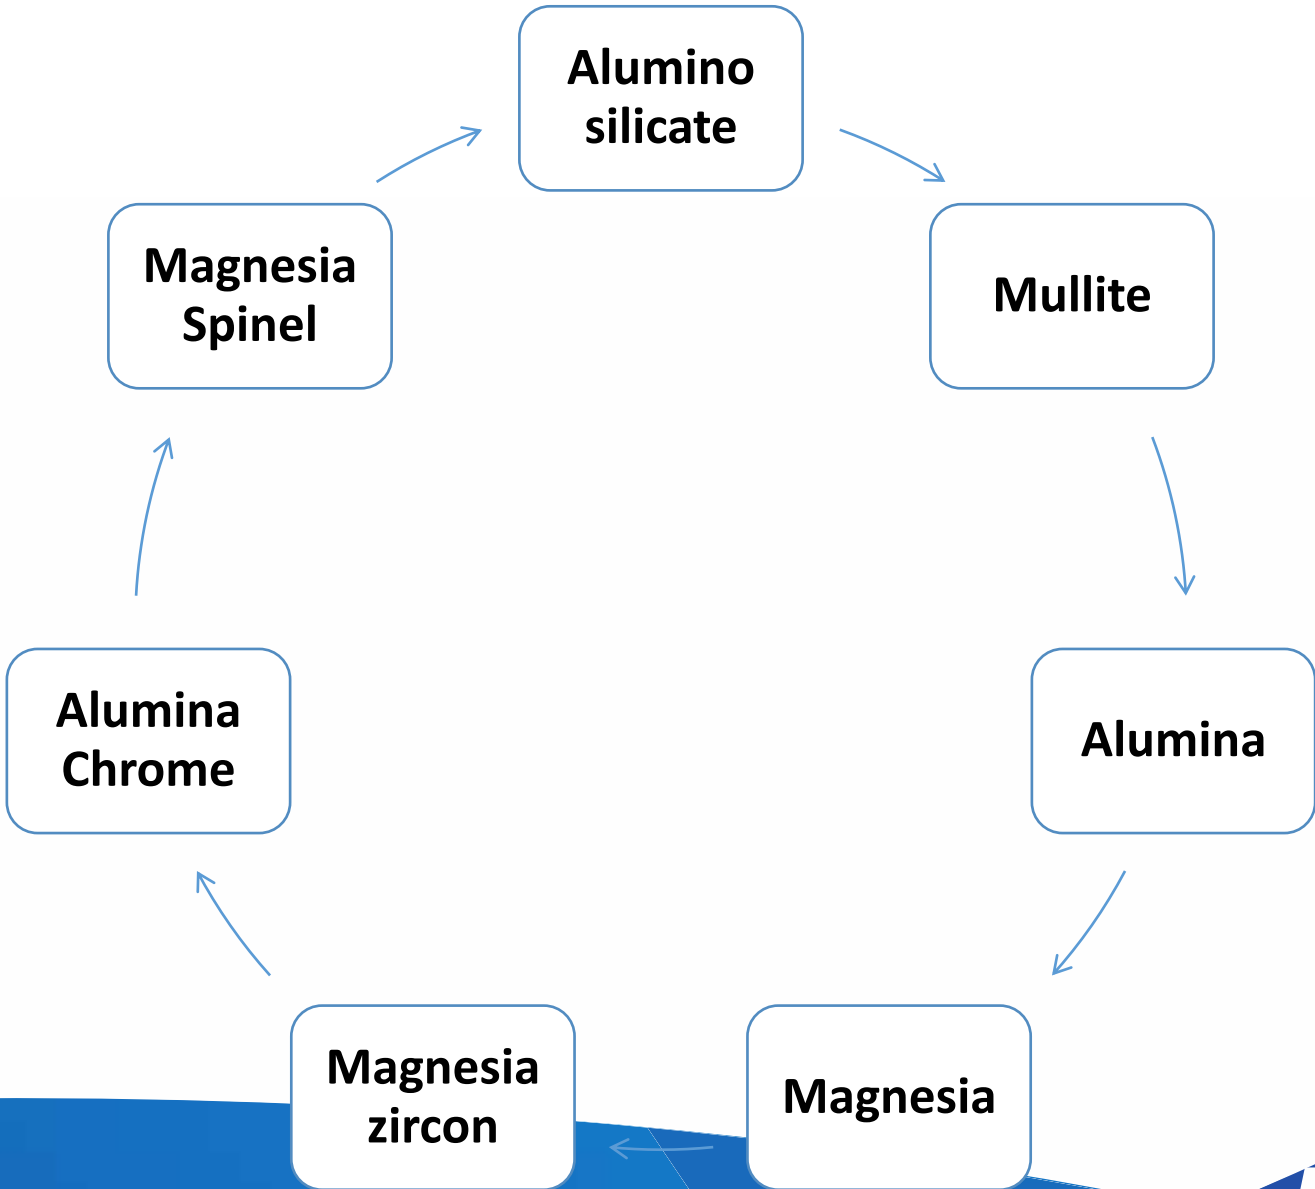 Alumino
silicate
Mullite
Alumina
Magnesia
Magnesia
zircon
Alumina
Chrome
Magnesia
Spinel